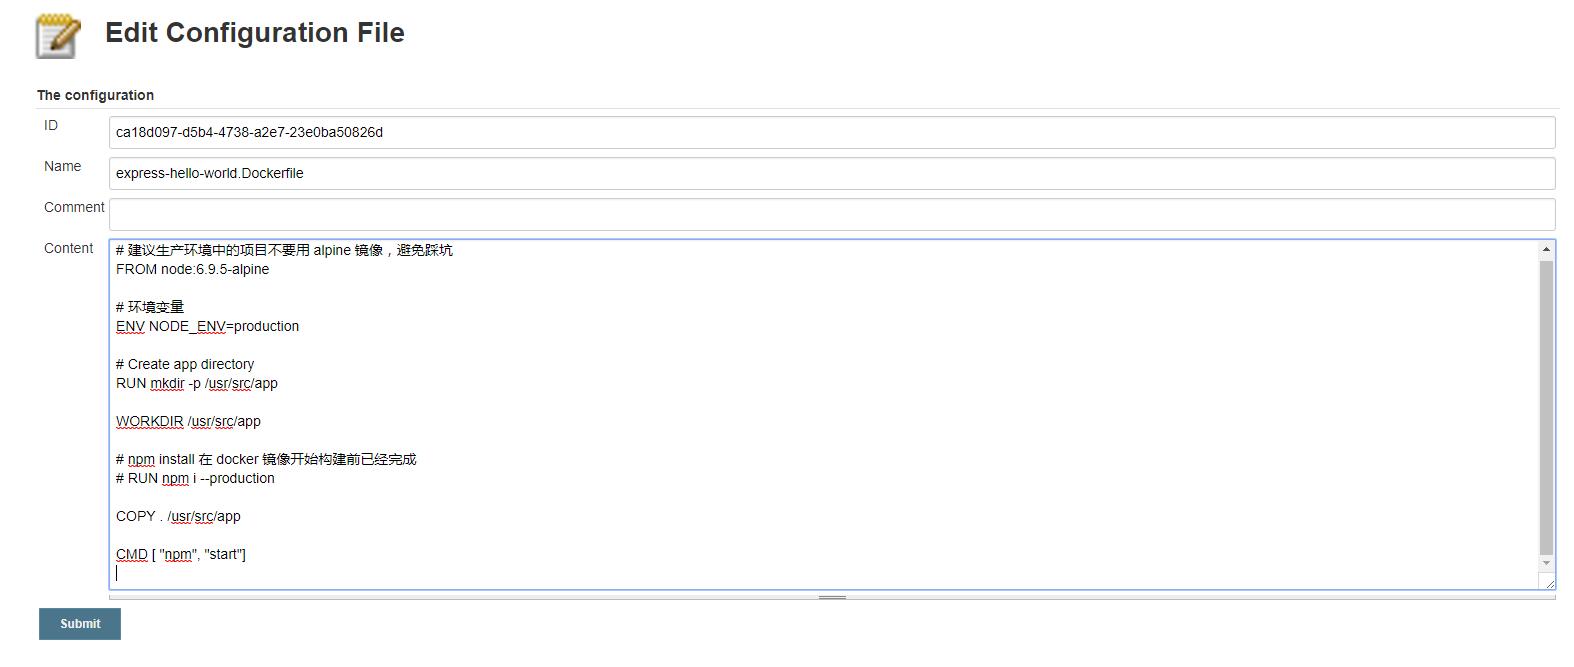 Edit Configuration File
The configuration
ID
ca18d097-d5b4-4738-a2e7-23e0ba50826d
Name
express-hello-world.Dockerfile
Comment
Content
# 建议生产环境中的项目不要用 alpine 镜像，避免踩坑
FROM node:6.9.5-alpine
# 环境变量
ENV NODE_ENV=production
# Create app directory
RUN mkdir -p /usr/src/app
WORKDIR /usr/src/app
# npm install 在 docker 镜像开始构建前已经完成
# RUN npm i --production
COPY . /usr/src/app
CMD [ "npm", "start"]
Submit